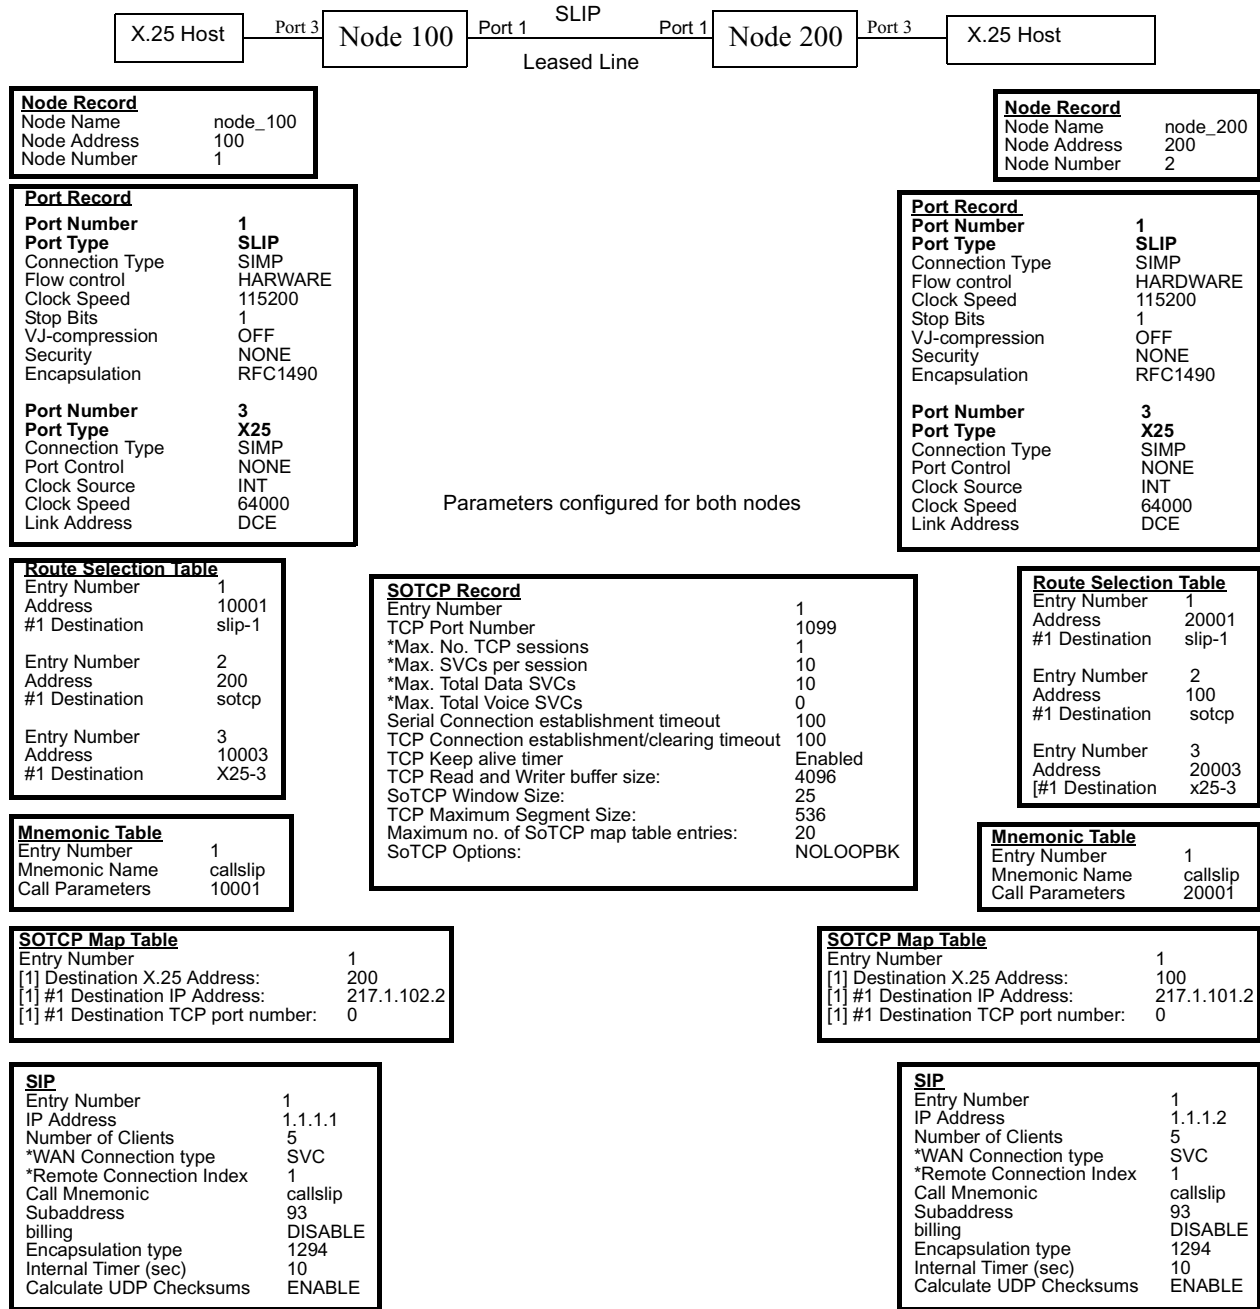 X.25 Host
Port 3
Node 100
Port 1
SLIP
Leased Line
Port 1
Node 200
Port 3
X.25 Host
Node Record
Node Name node_100
Node Address 100
Node Number 1
Node Record
Node Name node_200
Node Address 200
Node Number 2
Port Record
Port Number 1
Port Type SLIP
Connection Type SIMP
Flow control HARWARE
Clock Speed 115200
Stop Bits 1
VJ-compression OFF
Security NONE
Encapsulation RFC1490
Port Number 3
Port Type X25
Connection Type SIMP
Port Control NONE
Clock Source INT
Clock Speed 64000
Link Address DCE
Port Record
Port Number 1
Port Type SLIP
Connection Type SIMP
Flow control HARDWARE
Clock Speed 115200
Stop Bits 1
VJ-compression OFF
Security NONE
Encapsulation RFC1490
Port Number 3
Port Type X25
Connection Type SIMP
Port Control NONE
Clock Source INT
Clock Speed 64000
Link Address DCE
Parameters configured for both nodes
Route Selection Table
Entry Number 1
Address 10001
#1 Destination slip-1
Entry Number 2
Address 200
#1 Destination sotcp
Entry Number 3
Address 10003
#1 Destination X25-3
SOTCP Record
Entry Number 1
TCP Port Number 1099
*Max. No. TCP sessions 1
*Max. SVCs per session 10
*Max. Total Data SVCs 10
*Max. Total Voice SVCs 0
Serial Connection establishment timeout 100
TCP Connection establishment/clearing timeout 100
TCP Keep alive timer Enabled
TCP Read and Writer buffer size: 4096
SoTCP Window Size: 25
TCP Maximum Segment Size: 536
Maximum no. of SoTCP map table entries: 20
SoTCP Options: NOLOOPBK
Route Selection Table
Entry Number 1
Address 20001
#1 Destination slip-1
Entry Number 2
Address 100
#1 Destination sotcp
Entry Number 3
Address 20003
[#1 Destination x25-3
Mnemonic Table
Entry Number 1
Mnemonic Name callslip
Call Parameters 10001
Mnemonic Table
Entry Number 1
Mnemonic Name callslip
Call Parameters 20001
SOTCP Map Table
Entry Number 1
[1] Destination X.25 Address: 200
[1] #1 Destination IP Address: 217.1.102.2
[1] #1 Destination TCP port number: 0
SOTCP Map Table
Entry Number 1
[1] Destination X.25 Address: 100
[1] #1 Destination IP Address: 217.1.101.2
[1] #1 Destination TCP port number: 0
SIP
Entry Number 1
IP Address 1.1.1.1
Number of Clients 5
*WAN Connection type SVC
*Remote Connection Index 1
Call Mnemonic callslip
Subaddress 93
billing DISABLE
Encapsulation type 1294
Internal Timer (sec) 10
Calculate UDP Checksums ENABLE
SIP
Entry Number 1
IP Address 1.1.1.2
Number of Clients 5
*WAN Connection type SVC
*Remote Connection Index 1
Call Mnemonic callslip
Subaddress 93
billing DISABLE
Encapsulation type 1294
Internal Timer (sec) 10
Calculate UDP Checksums ENABLE